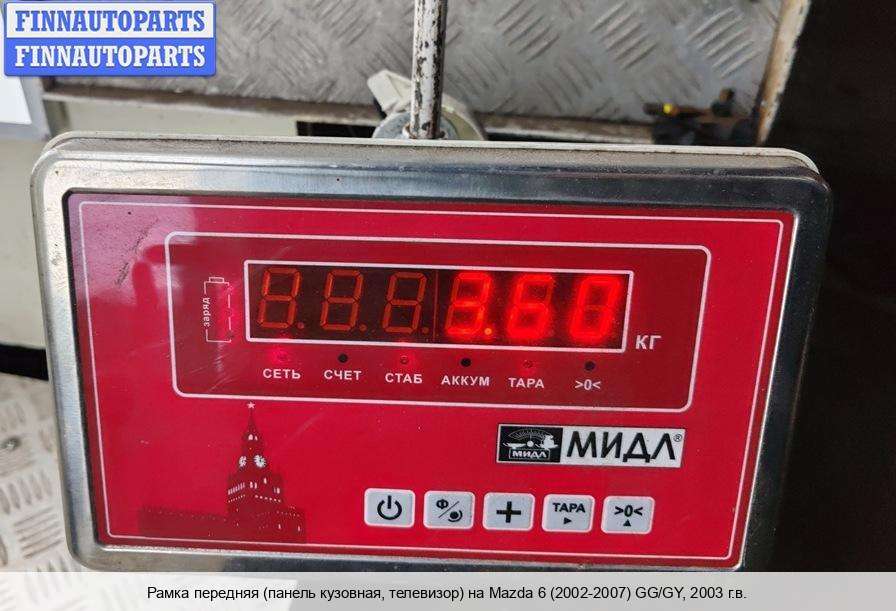 FINNAUTOPARTS
FINNAUTOPARTS
заряд
3.60 КГ
СЕТЬ СЧЕТ СТАБ АККУМ ТАРА >0<
МИДЛ МИДЛ®
Ф ТАРА >0<
Рамка передняя (панель кузовная, телевизор) на Mazda 6 (2002-2007) GG/GY, 2003 г.в.